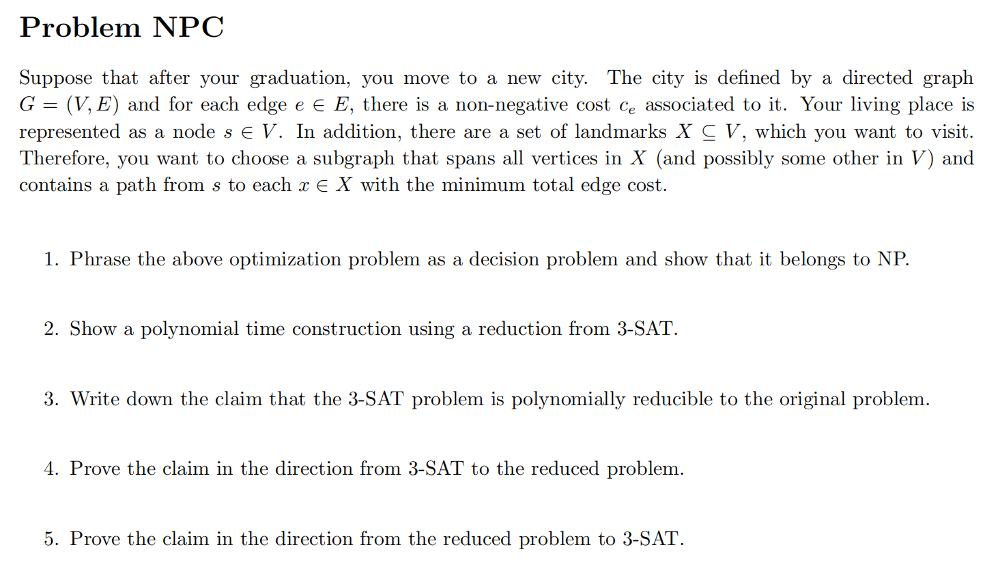 Problem NPC
Suppose that after your graduation, you move to a new city. The city is defined by a directed graph
G = (V, E) and for each edge e ∈ E, there is a non-negative cost cₑ associated to it. Your living place is
represented as a node s ∈ V. In addition, there are a set of landmarks X ⊆ V, which you want to visit.
Therefore, you want to choose a subgraph that spans all vertices in X (and possibly some other in V) and
contains a path from s to each x ∈ X with the minimum total edge cost.
1. Phrase the above optimization problem as a decision problem and show that it belongs to NP.
2. Show a polynomial time construction using a reduction from 3-SAT.
3. Write down the claim that the 3-SAT problem is polynomially reducible to the original problem.
4. Prove the claim in the direction from 3-SAT to the reduced problem.
5. Prove the claim in the direction from the reduced problem to 3-SAT.